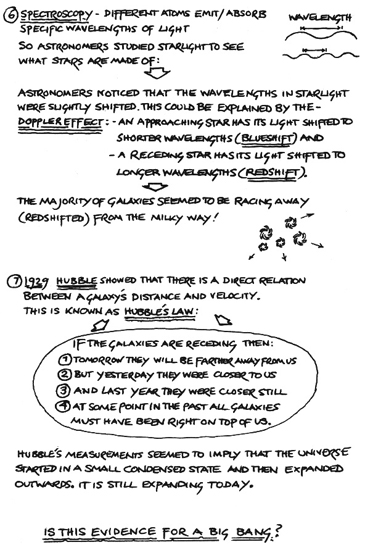 ⑥ SPECTROSCOPY - DIFFERENT ATOMS EMIT/ABSORB
SPECIFIC WAVELENGTHS OF LIGHT
WAVELENGTH
SO ASTRONOMERS STUDIED STARLIGHT TO SEE
WHAT STARS ARE MADE OF:
ASTRONOMERS NOTICED THAT THE WAVELENGTHS IN STARLIGHT
WERE SLIGHTLY SHIFTED. THIS COULD BE EXPLAINED BY THE-
DOPPLER EFFECT: - AN APPROACHING STAR HAS ITS LIGHT SHIFTED TO
SHORTER WAVELENGTHS (BLUESHIFT) AND
- A RECEDING STAR HAS ITS LIGHT SHIFTED TO
LONGER WAVELENGTHS (REDSHIFT).
THE MAJORITY OF GALAXIES SEEMED TO BE RACING AWAY
(REDSHIFTED) FROM THE MILKY WAY!
⑦ 1929 HUBBLE SHOWED THAT THERE IS A DIRECT RELATION
BETWEEN A GALAXY'S DISTANCE AND VELOCITY.
THIS IS KNOWN AS HUBBLE'S LAW:
IF THE GALAXIES ARE RECEDING THEN:
① TOMORROW THEY WILL BE FARTHER AWAY FROM US
② BUT YESTERDAY THEY WERE CLOSER TO US
③ AND LAST YEAR THEY WERE CLOSER STILL
④ AT SOME POINT IN THE PAST ALL GALAXIES
MUST HAVE BEEN RIGHT ON TOP OF US.
HUBBLE'S MEASUREMENTS SEEMED TO IMPLY THAT THE UNIVERSE
STARTED IN A SMALL CONDENSED STATE AND THEN EXPANDED
OUTWARDS. IT IS STILL EXPANDING TODAY.
IS THIS EVIDENCE FOR A BIG BANG?